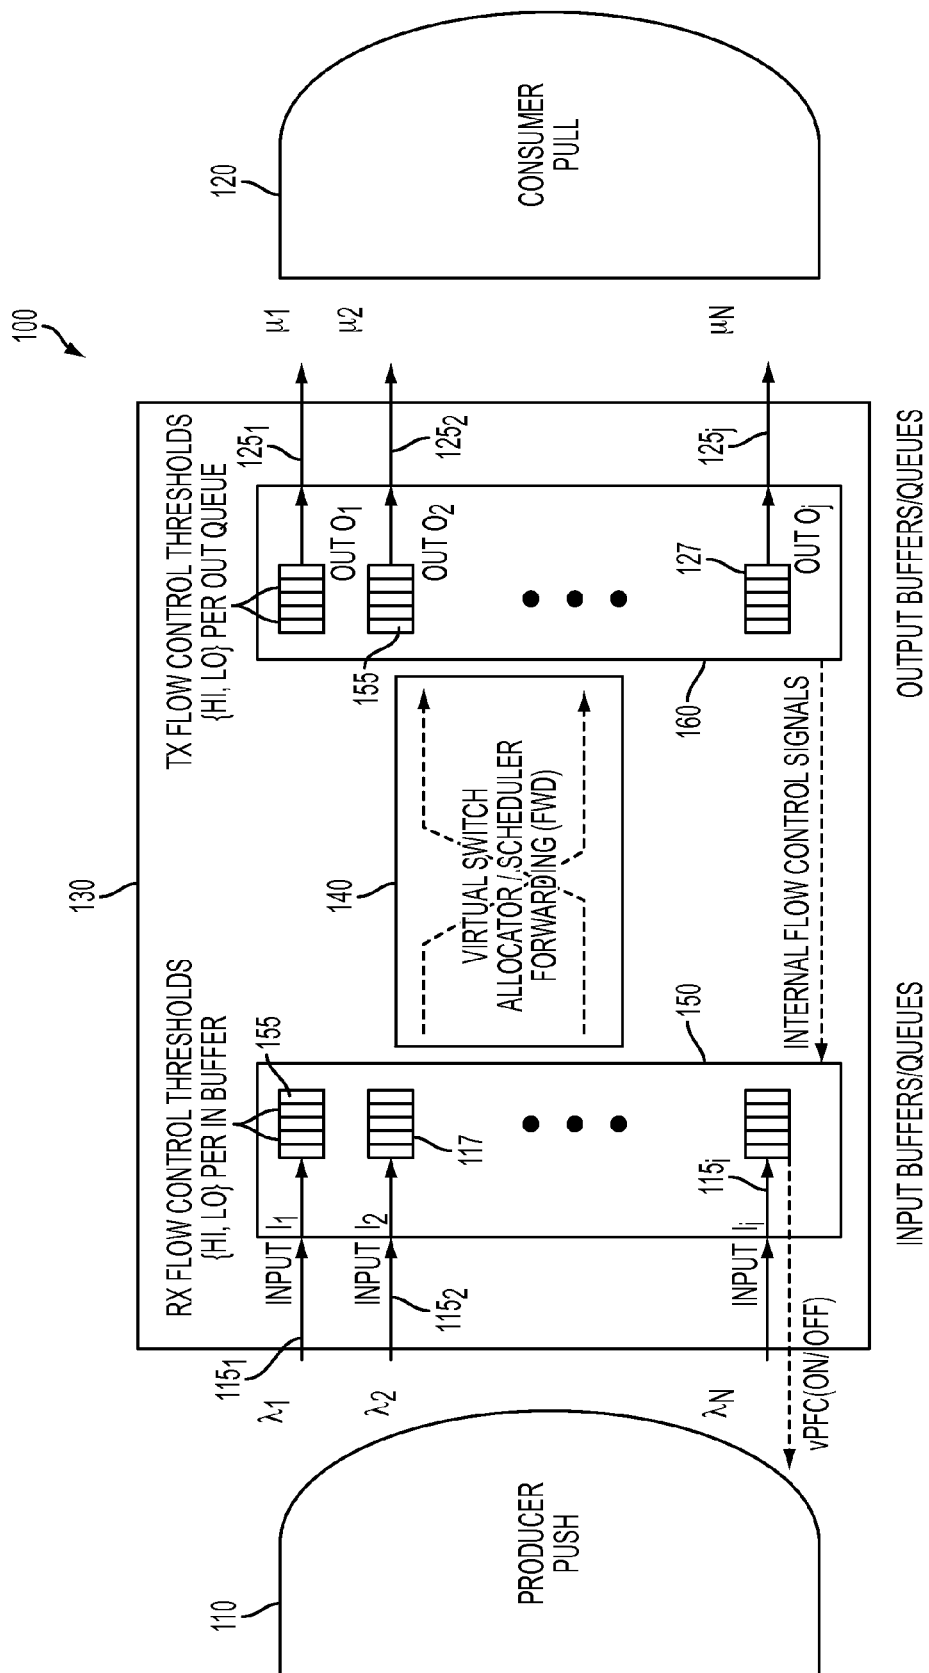 100
130
RX FLOW CONTROL THRESHOLDS
{HI, LO} PER IN BUFFER
TX FLOW CONTROL THRESHOLDS
{HI, LO} PER OUT QUEUE
110
PRODUCER
PUSH
λ1
λ2
λN
115₁
115₂
115ᵢ
INPUT I₁
INPUT I₂
INPUT Iᵢ
155
117
150
vPFC(ON/OFF)
140
VIRTUAL SWITCH
ALLOCATOR /.SCHEDULER
FORWARDING (FWD)
INTERNAL FLOW CONTROL SIGNALS
155
127
160
OUT O₁
OUT O₂
OUT Oⱼ
125₁
125₂
125ⱼ
μ1
μ2
μN
120
CONSUMER
PULL
INPUT BUFFERS/QUEUES
OUTPUT BUFFERS/QUEUES